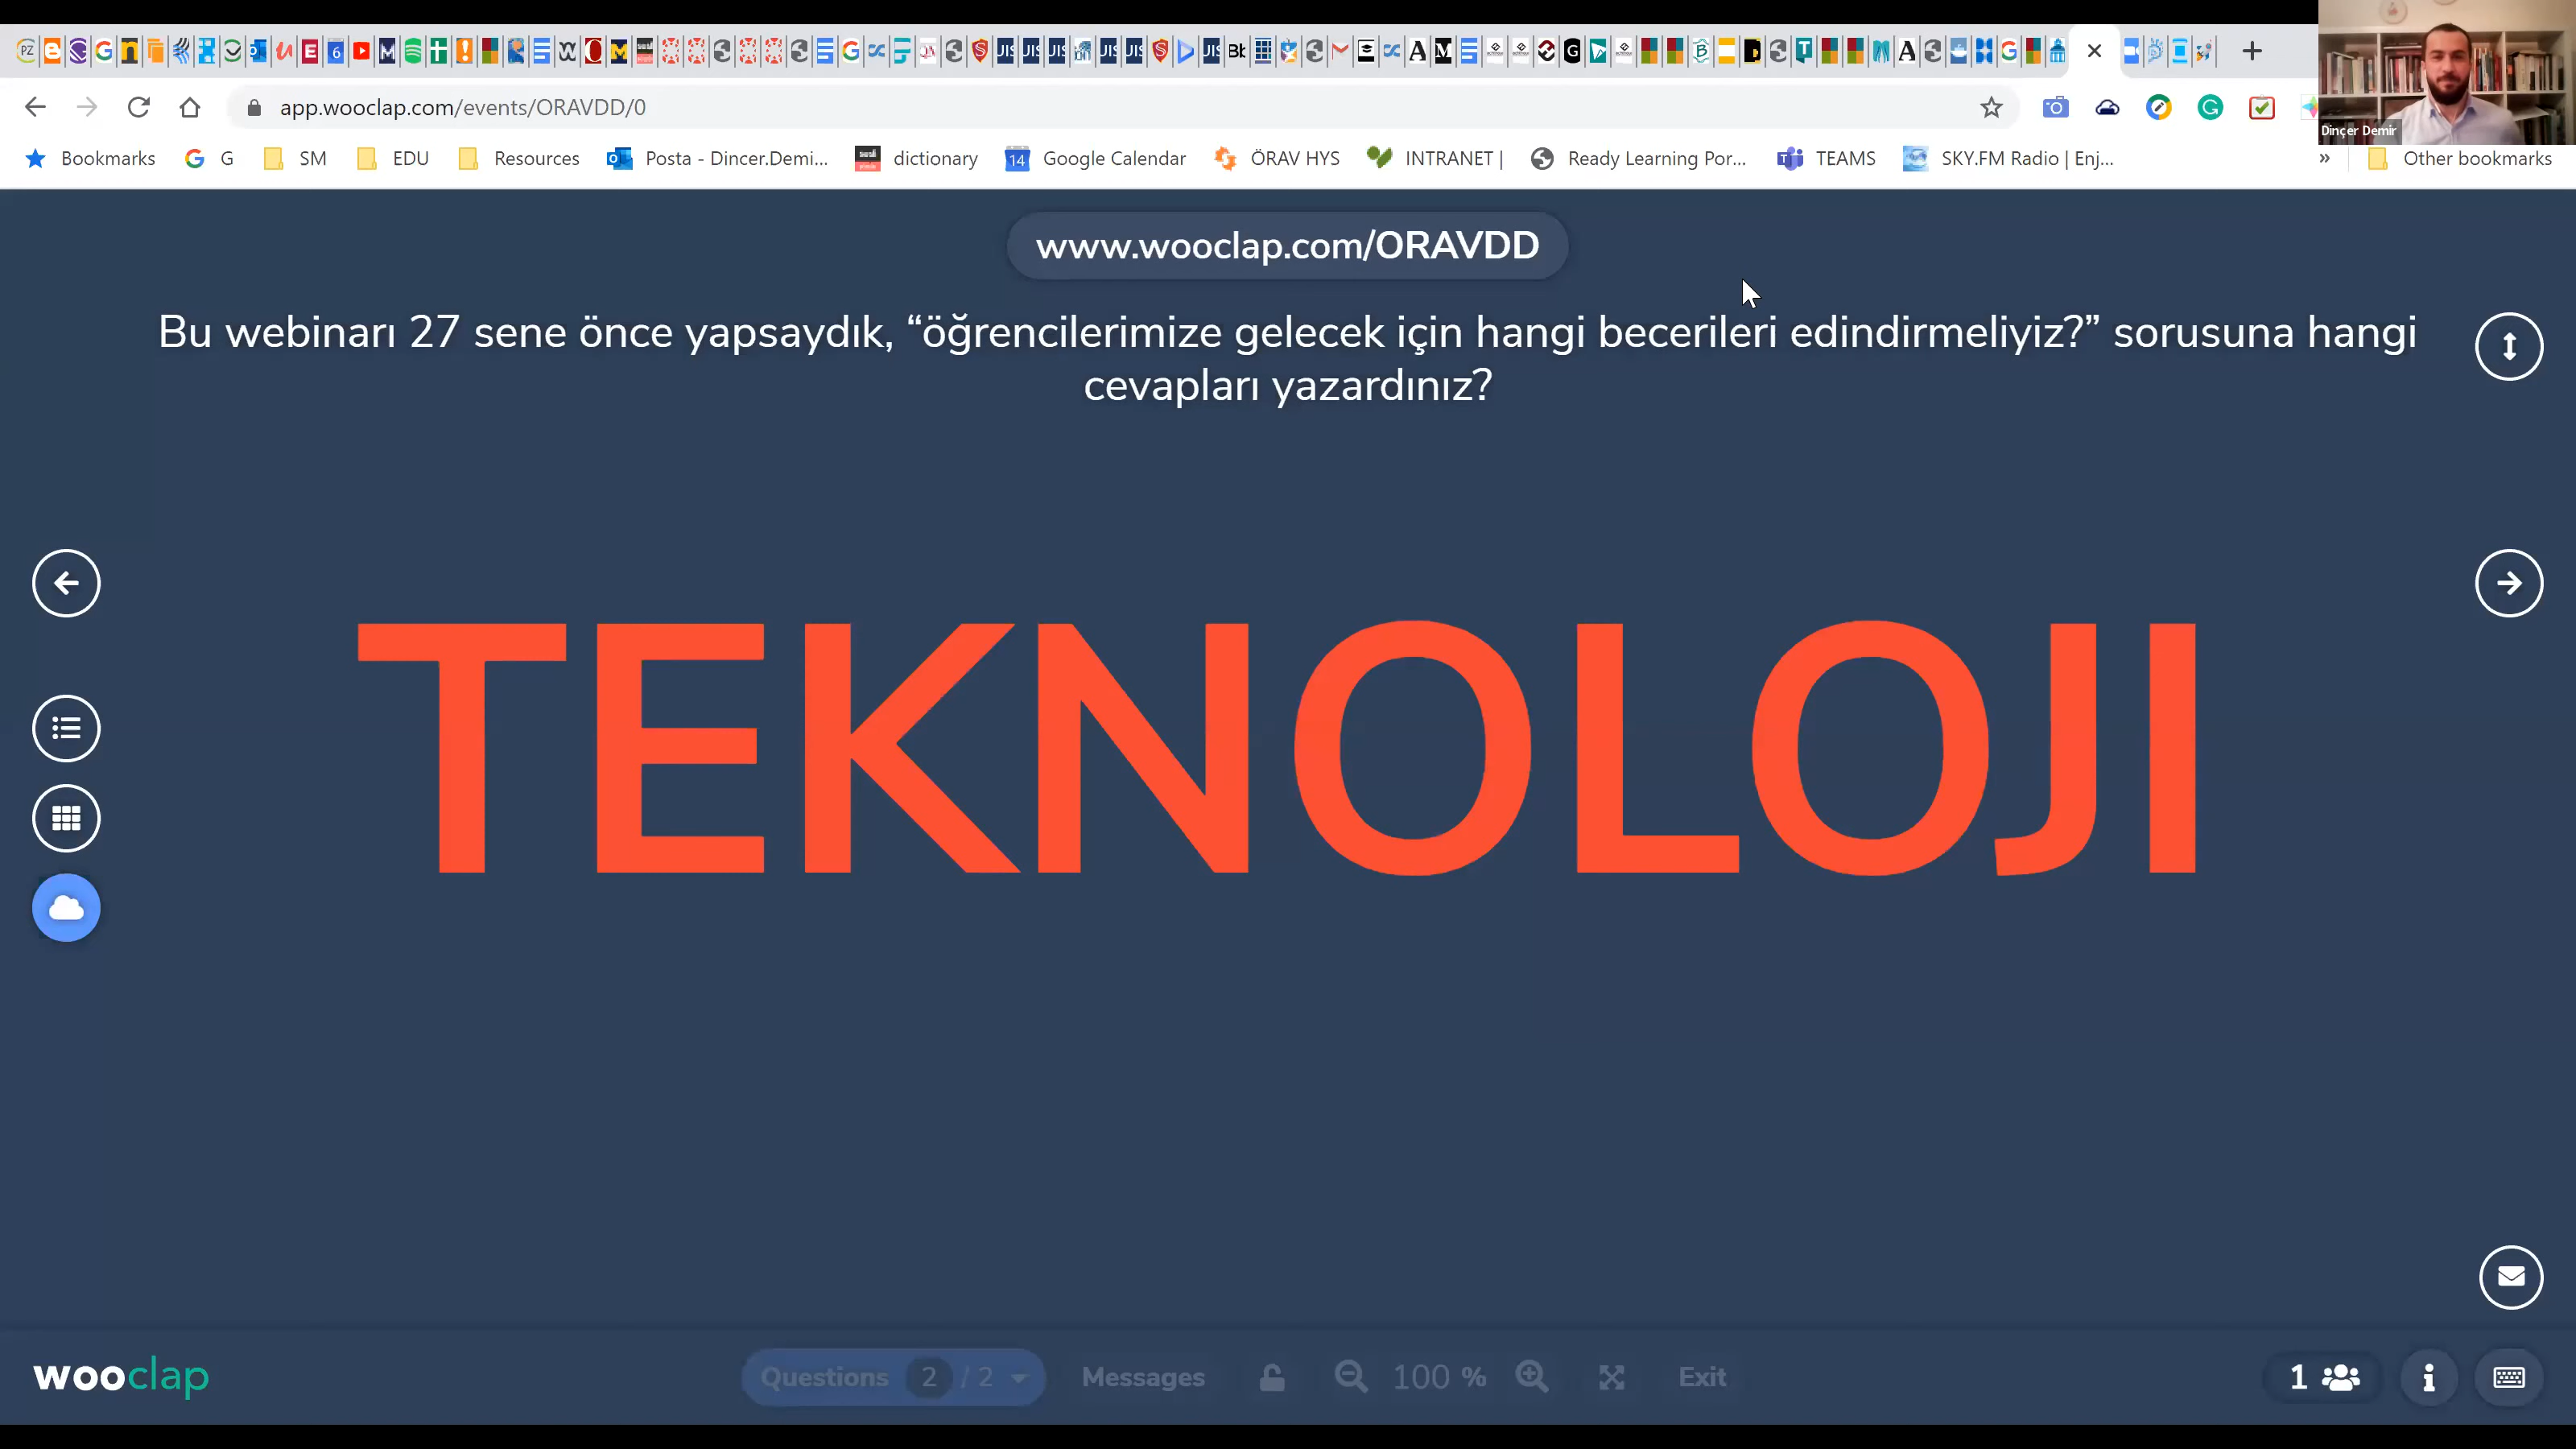 app.wooclap.com/events/ORAVDD/0
Dinçer Demir
Bookmarks G SM EDU Resources Posta - Dincer.Demi... dictionary Google Calendar ÖRAV HYS INTRANET | Ready Learning Por... TEAMS SKY.FM Radio | Enj... » Other bookmarks
www.wooclap.com/ORAVDD
Bu webinarı 27 sene önce yapsaydık, “öğrencilerimize gelecek için hangi becerileri edindirmeliyiz?” sorusuna hangi
cevapları yazardınız?
TEKNOLOJI
wooclap Questions 2 / 2 Messages 100 % Exit 1